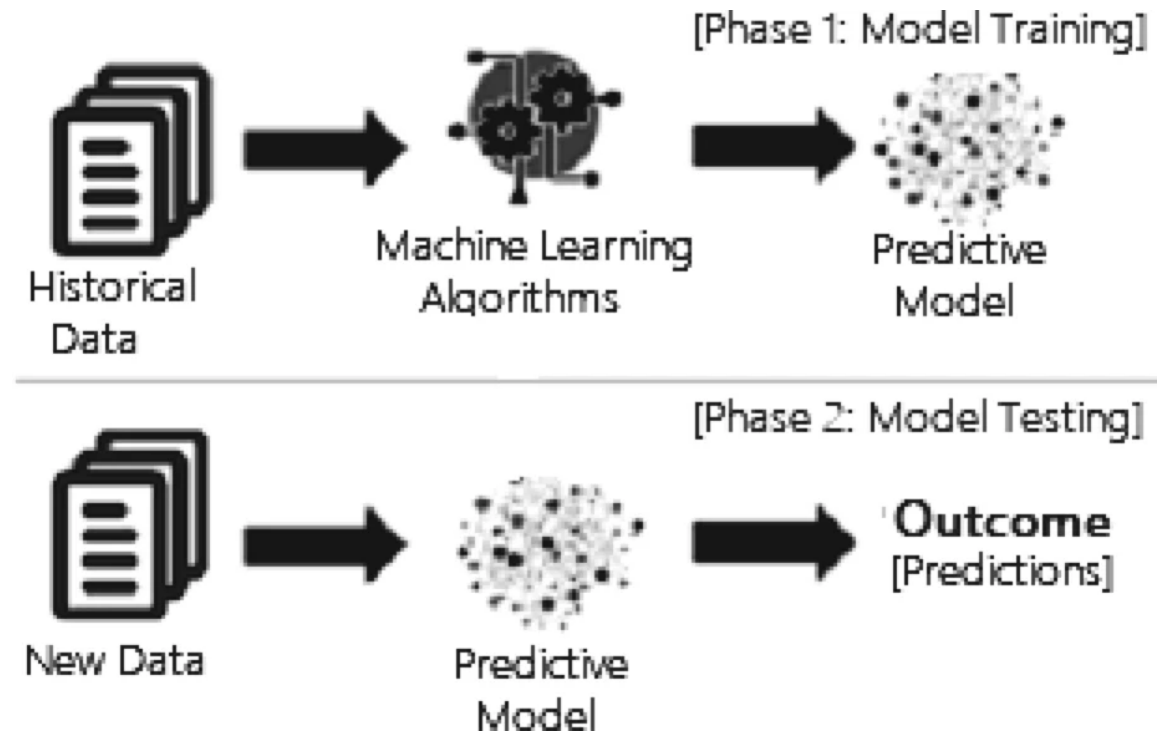 [Phase 1: Model Training]
Historical
Data
Machine Learning
Algorithms
Predictive
Model
[Phase 2: Model Testing]
New Data
Predictive
Model
Outcome
[Predictions]